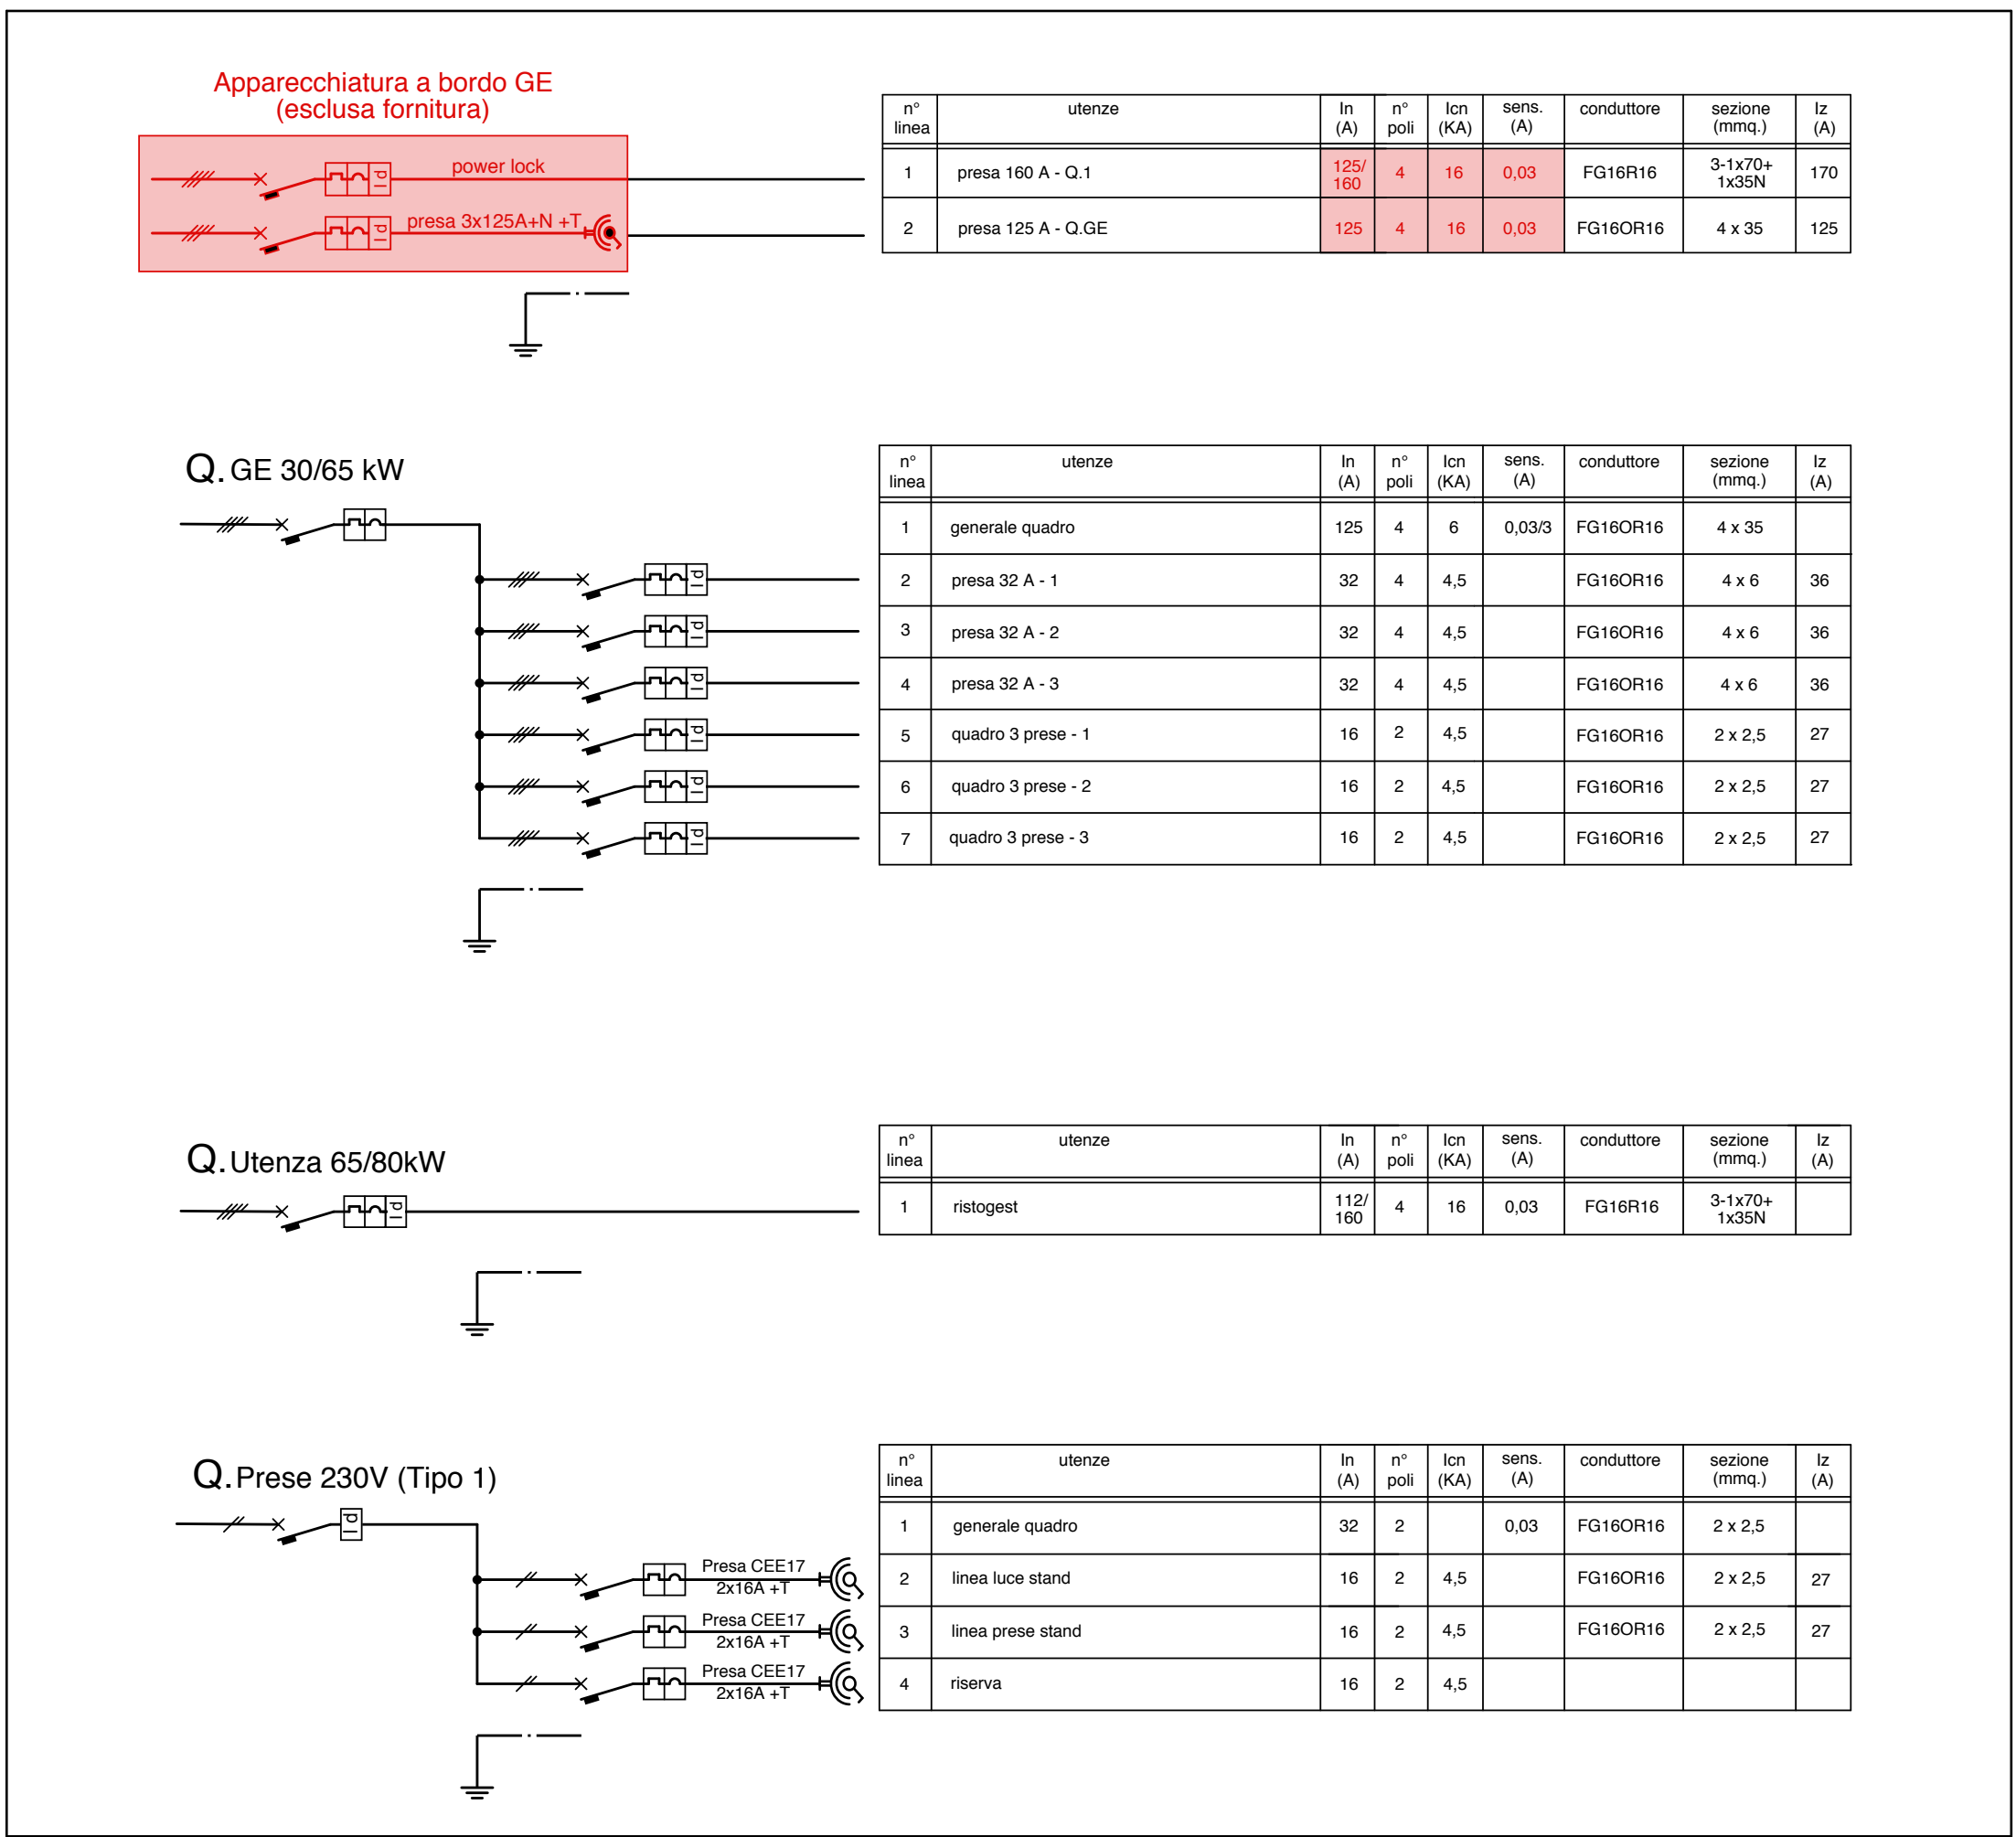 Apparecchiatura a bordo GE
(esclusa fornitura)
power lock
Id
presa 3x125A+N +T
Id
n° linea utenze In (A) n° poli Icn (KA) sens. (A) conduttore sezione (mmq.) Iz (A)
1 presa 160 A - Q.1 125/160 4 16 0,03 FG16R16 3-1x70+1x35N 170
2 presa 125 A - Q.GE 125 4 16 0,03 FG16OR16 4 x 35 125
Q. GE 30/65 kW
Id
Id
Id
Id
Id
Id
n° linea utenze In (A) n° poli Icn (KA) sens. (A) conduttore sezione (mmq.) Iz (A)
1 generale quadro 125 4 6 0,03/3 FG16OR16 4 x 35
2 presa 32 A - 1 32 4 4,5 FG16OR16 4 x 6 36
3 presa 32 A - 2 32 4 4,5 FG16OR16 4 x 6 36
4 presa 32 A - 3 32 4 4,5 FG16OR16 4 x 6 36
5 quadro 3 prese - 1 16 2 4,5 FG16OR16 2 x 2,5 27
6 quadro 3 prese - 2 16 2 4,5 FG16OR16 2 x 2,5 27
7 quadro 3 prese - 3 16 2 4,5 FG16OR16 2 x 2,5 27
Q. Utenza 65/80kW
Id
n° linea utenze In (A) n° poli Icn (KA) sens. (A) conduttore sezione (mmq.) Iz (A)
1 ristogest 112/160 4 16 0,03 FG16R16 3-1x70+1x35N
Q. Prese 230V (Tipo 1)
Id
Presa CEE17
2x16A +T
Presa CEE17
2x16A +T
Presa CEE17
2x16A +T
n° linea utenze In (A) n° poli Icn (KA) sens. (A) conduttore sezione (mmq.) Iz (A)
1 generale quadro 32 2 0,03 FG16OR16 2 x 2,5
2 linea luce stand 16 2 4,5 FG16OR16 2 x 2,5 27
3 linea prese stand 16 2 4,5 FG16OR16 2 x 2,5 27
4 riserva 16 2 4,5